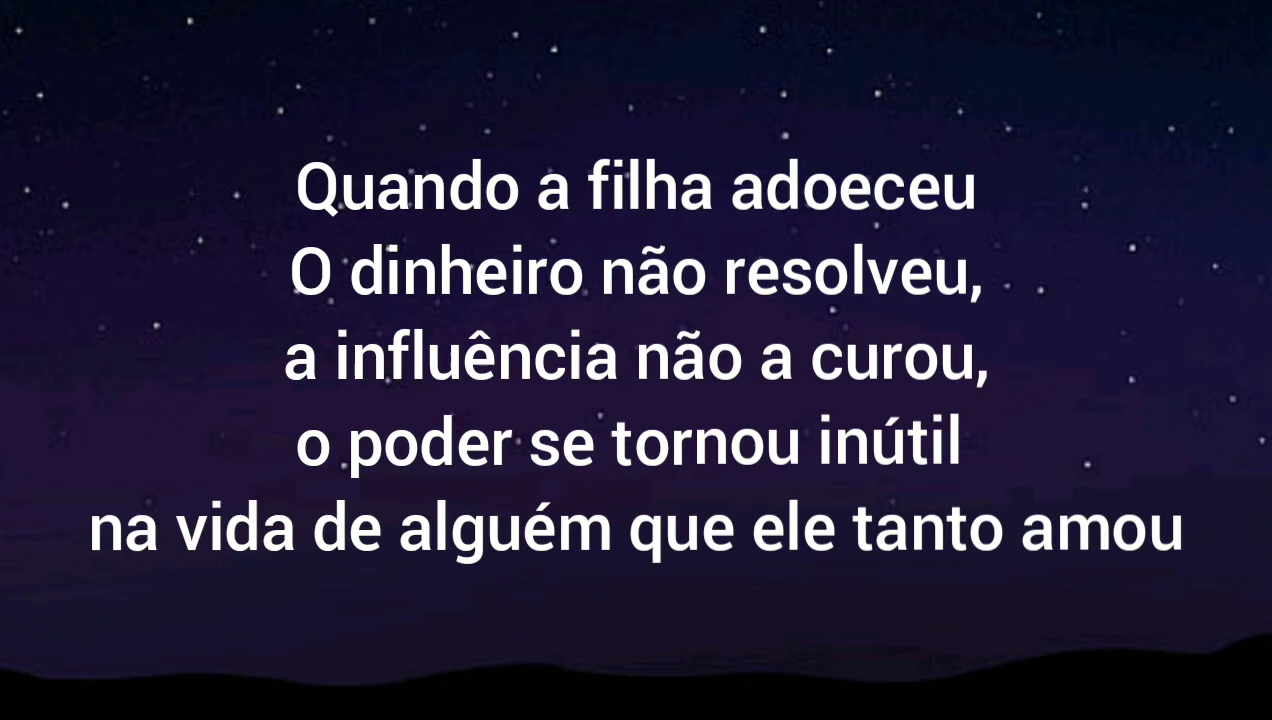 Quando a filha adoeceu
O dinheiro não resolveu,
a influência não a curou,
o poder se tornou inútil
na vida de alguém que ele tanto amou